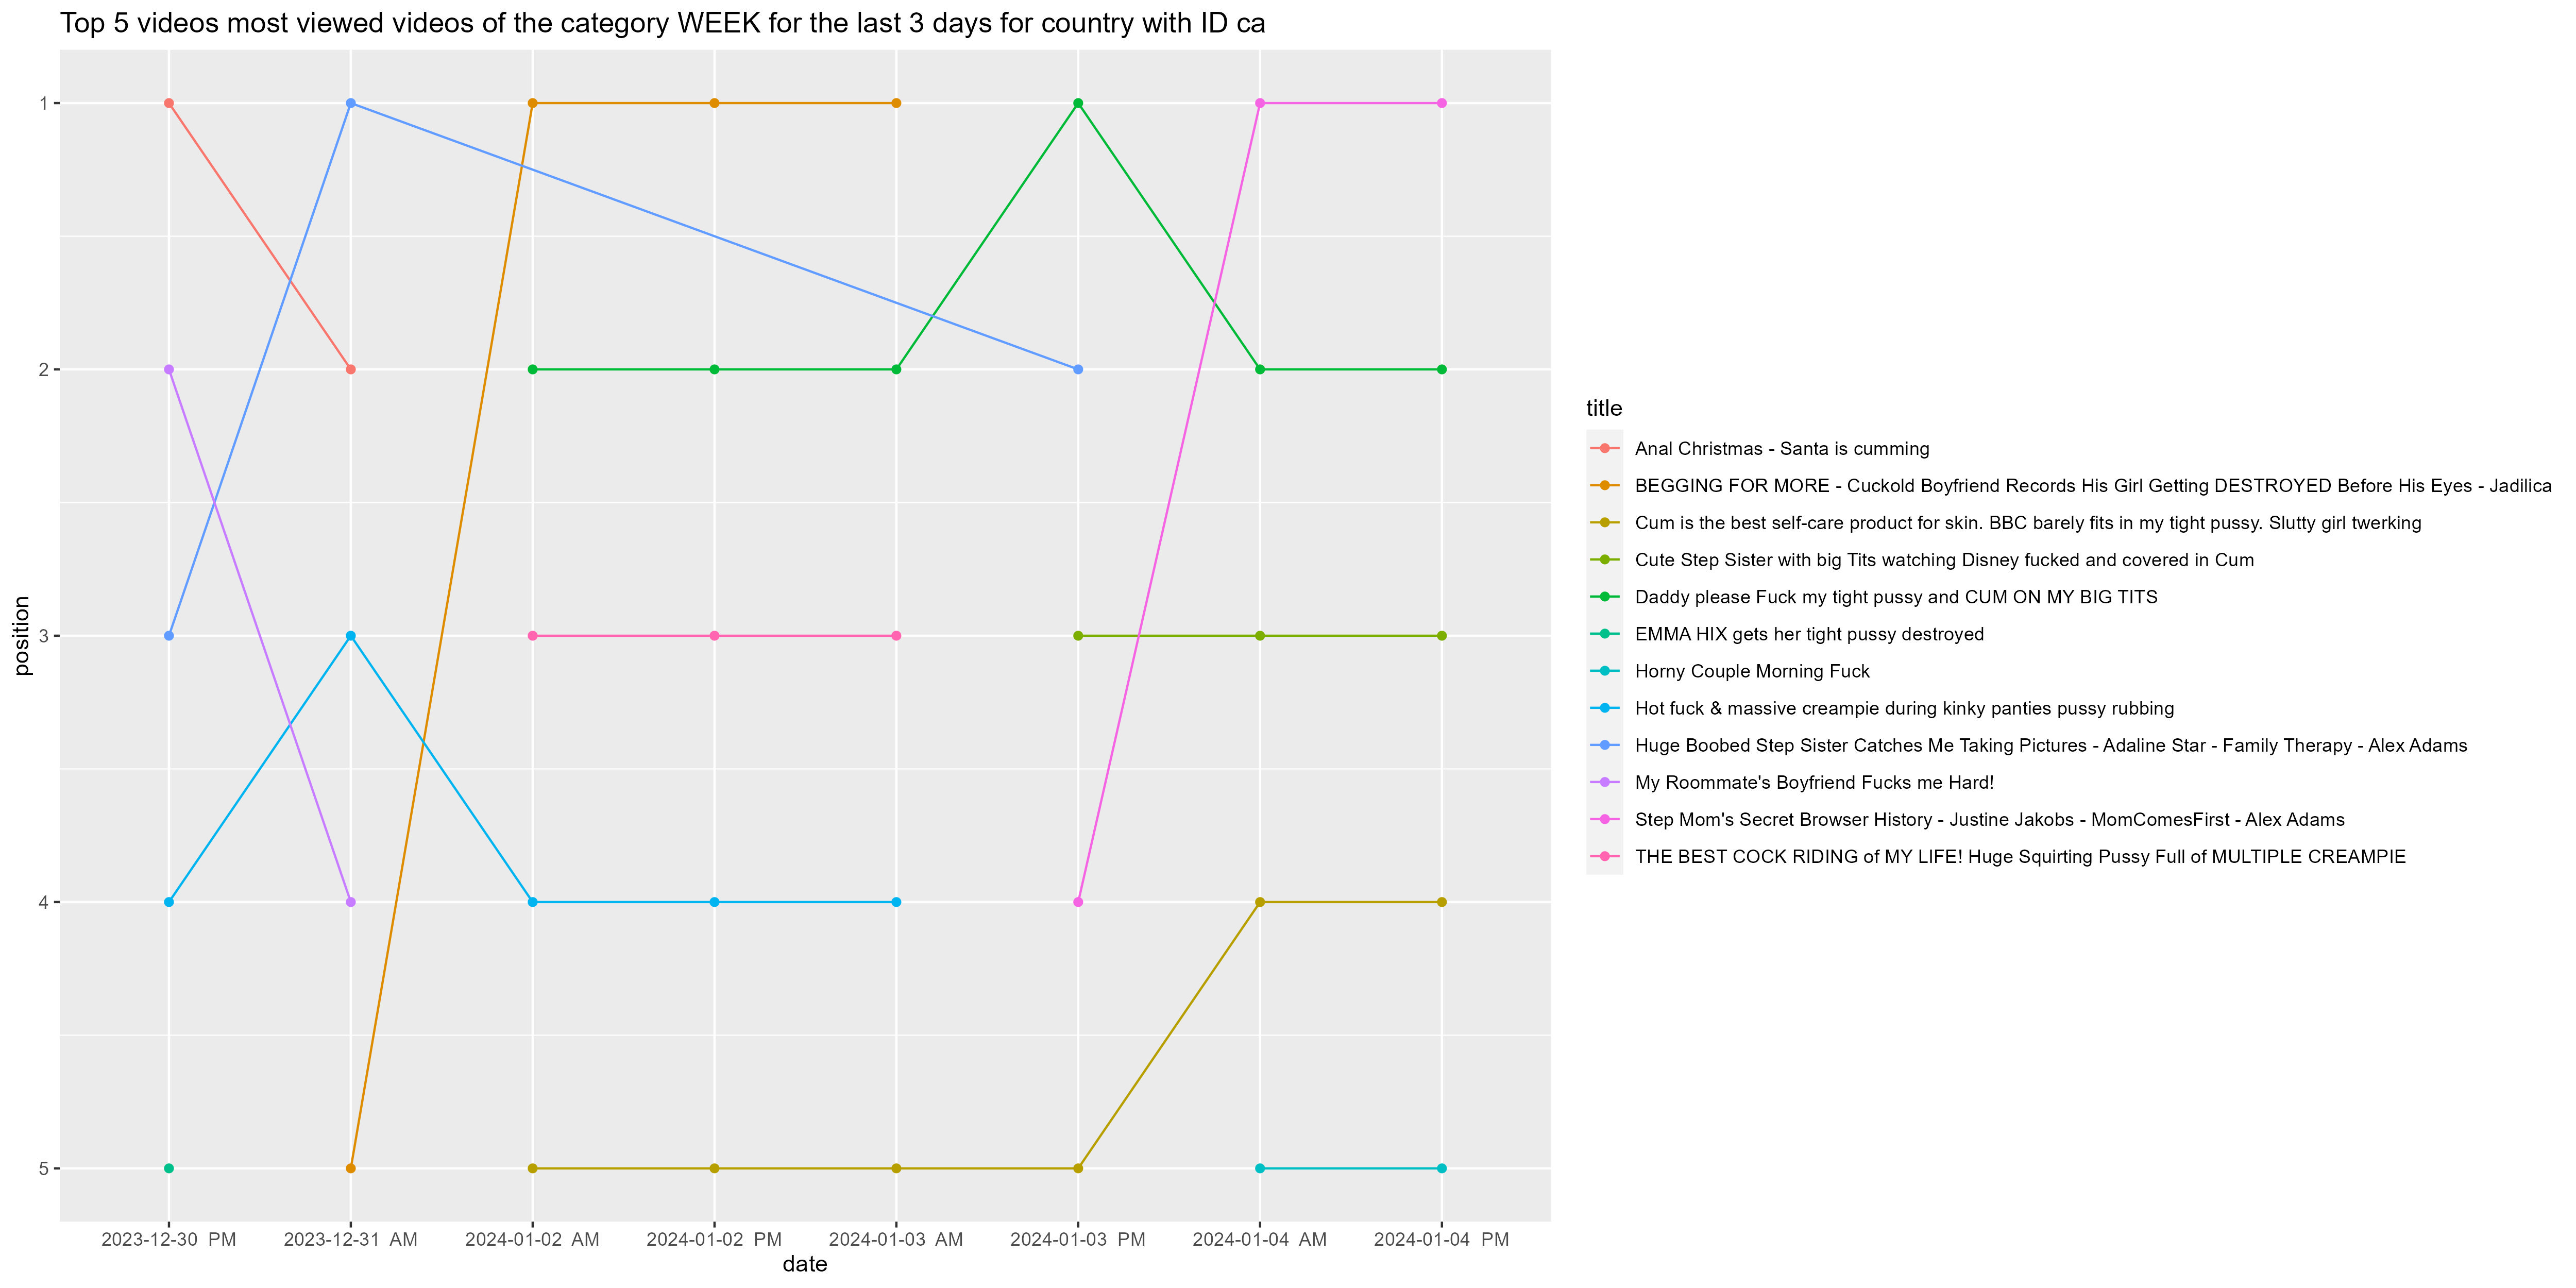 Top 5 videos most viewed videos of the category WEEK for the last 3 days for country with ID ca
1
2
3
4
5
position
2023-12-30 PM
2023-12-31 AM
2024-01-02 AM
2024-01-02 PM
2024-01-03 AM
2024-01-03 PM
2024-01-04 AM
2024-01-04 PM
date
title
Anal Christmas - Santa is cumming
BEGGING FOR MORE - Cuckold Boyfriend Records His Girl Getting DESTROYED Before His Eyes - Jadilica
Cum is the best self-care product for skin. BBC barely fits in my tight pussy. Slutty girl twerking
Cute Step Sister with big Tits watching Disney fucked and covered in Cum
Daddy please Fuck my tight pussy and CUM ON MY BIG TITS
EMMA HIX gets her tight pussy destroyed
Horny Couple Morning Fuck
Hot fuck & massive creampie during kinky panties pussy rubbing
Huge Boobed Step Sister Catches Me Taking Pictures - Adaline Star - Family Therapy - Alex Adams
My Roommate's Boyfriend Fucks me Hard!
Step Mom's Secret Browser History - Justine Jakobs - MomComesFirst - Alex Adams
THE BEST COCK RIDING of MY LIFE! Huge Squirting Pussy Full of MULTIPLE CREAMPIE